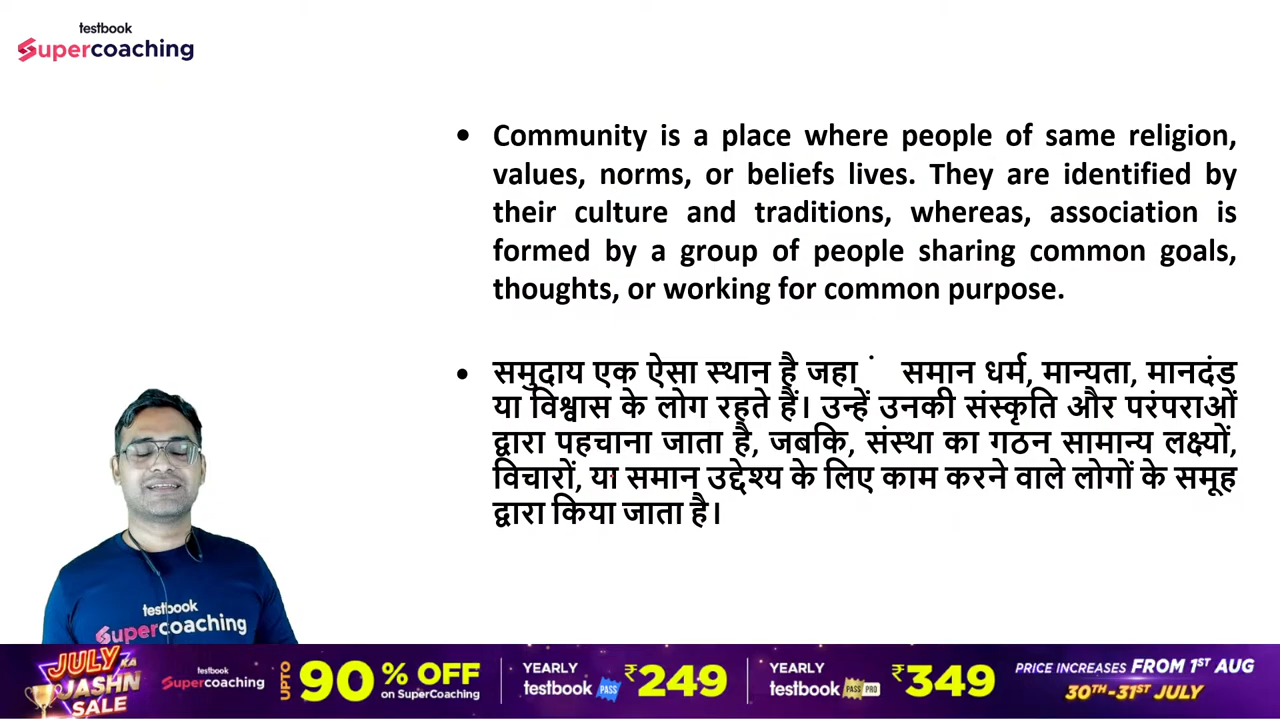 testbook
Supercoaching
• Community is a place where people of same religion,
values, norms, or beliefs lives. They are identified by
their culture and traditions, whereas, association is
formed by a group of people sharing common goals,
thoughts, or working for common purpose.
• समुदाय एक ऐसा स्थान है जहा ं समान धर्म, मान्यता, मानदंड
या विश्वास के लोग रहते हैं। उन्हें उनकी संस्कृति और परंपराओं
द्वारा पहचाना जाता है, जबकि, संस्था का गठन सामान्य लक्ष्यों,
विचारों, या समान उद्देश्य के लिए काम करने वाले लोगों के समूह
द्वारा किया जाता है।
testbook
Supercoaching
JULY KA
JASHN
SALE
testbook
Supercoaching
UPTO 90% OFF
on SuperCoaching
YEARLY
testbook PASS
₹249
YEARLY
testbook PASS PRO
₹349
PRICE INCREASES FROM 1ST AUG
30TH-31ST JULY